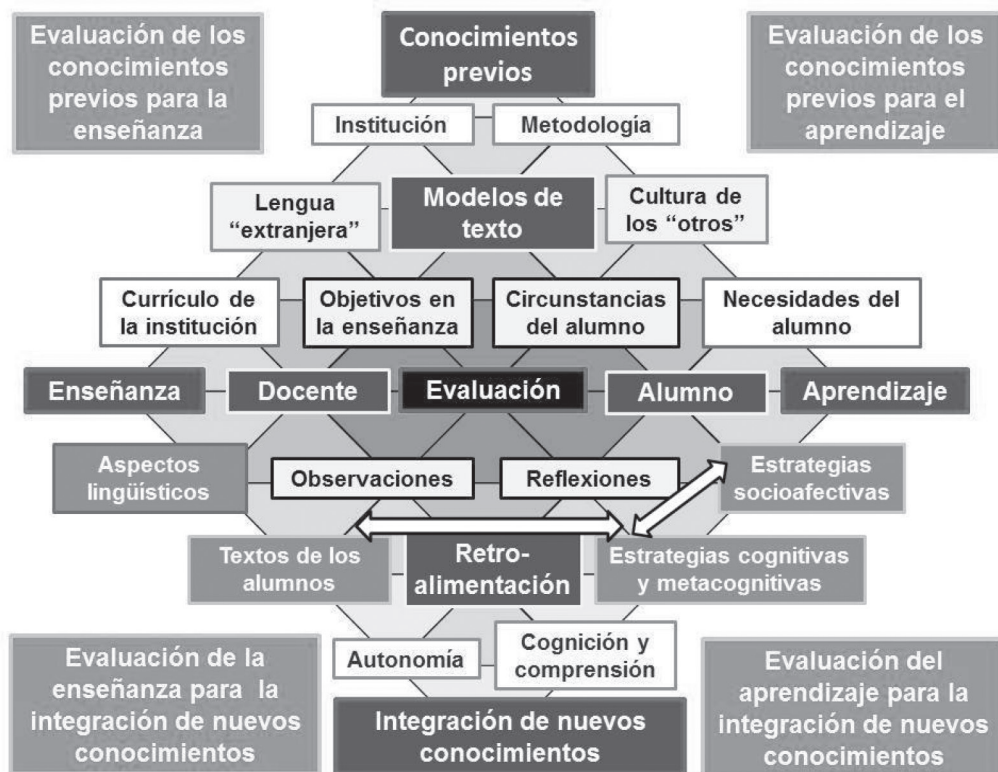 Evaluación de los
conocimientos
previos para la
enseñanza
Conocimientos
previos
Evaluación de los
conocimientos
previos para el
aprendizaje
Institución
Metodología
Lengua
“extranjera”
Modelos de
texto
Cultura de
los “otros”
Currículo de
la institución
Objetivos en
la enseñanza
Circunstancias
del alumno
Necesidades del
alumno
Enseñanza
Docente
Evaluación
Alumno
Aprendizaje
Aspectos
lingüísticos
Observaciones
Reflexiones
Estrategias
socioafectivas
Textos de los
alumnos
Retro-
alimentación
Estrategias cognitivas
y metacognitivas
Autonomía
Cognición y
comprensión
Evaluación de la
enseñanza para la
integración de nuevos
conocimientos
Integración de nuevos
conocimientos
Evaluación del
aprendizaje para la
integración de nuevos
conocimientos